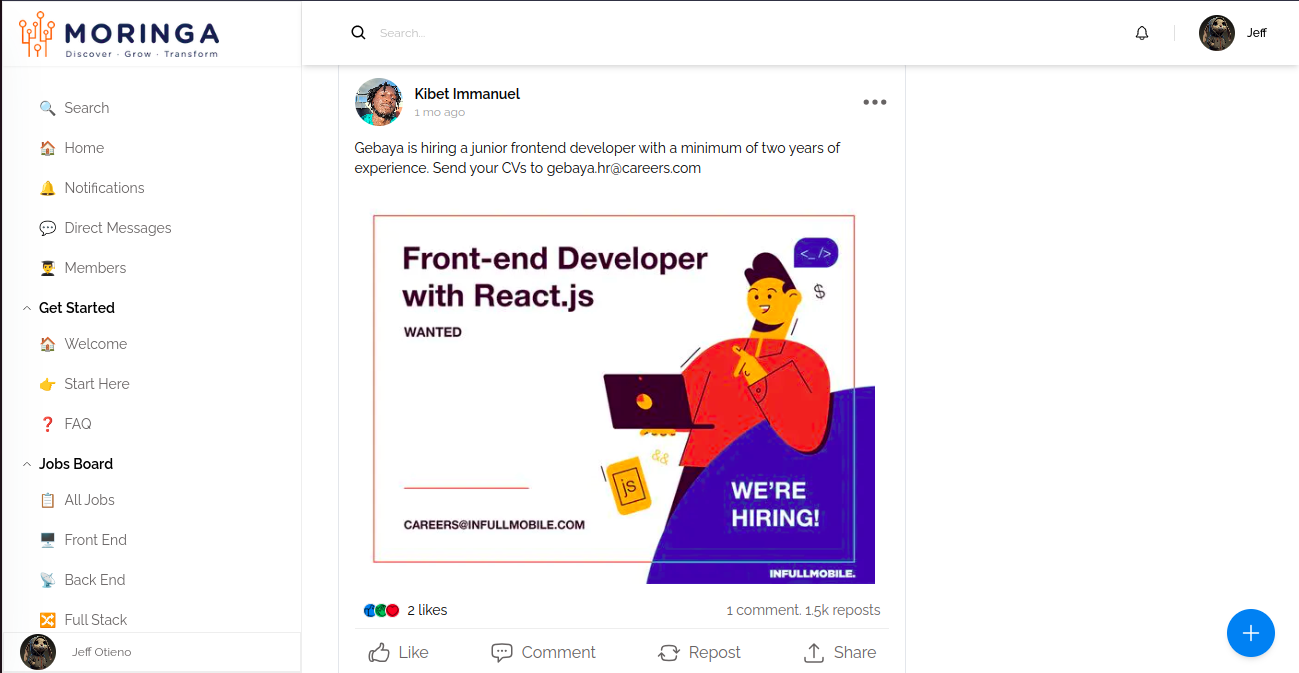 MORINGA
Discover · Grow · Transform
Search...
Jeff
Search
Home
Notifications
Direct Messages
Members
Get Started
Welcome
Start Here
FAQ
Jobs Board
All Jobs
Front End
Back End
Full Stack
Jeff Otieno
Kibet Immanuel
1 mo ago
Gebaya is hiring a junior frontend developer with a minimum of two years of
experience. Send your CVs to gebaya.hr@careers.com
Front-end Developer
with React.js
WANTED
<_/>
$
&&
js
CAREERS@INFULLMOBILE.COM
WE'RE
HIRING!
INFULLMOBILE.
2 likes
1 comment. 1.5k reposts
Like
Comment
Repost
Share